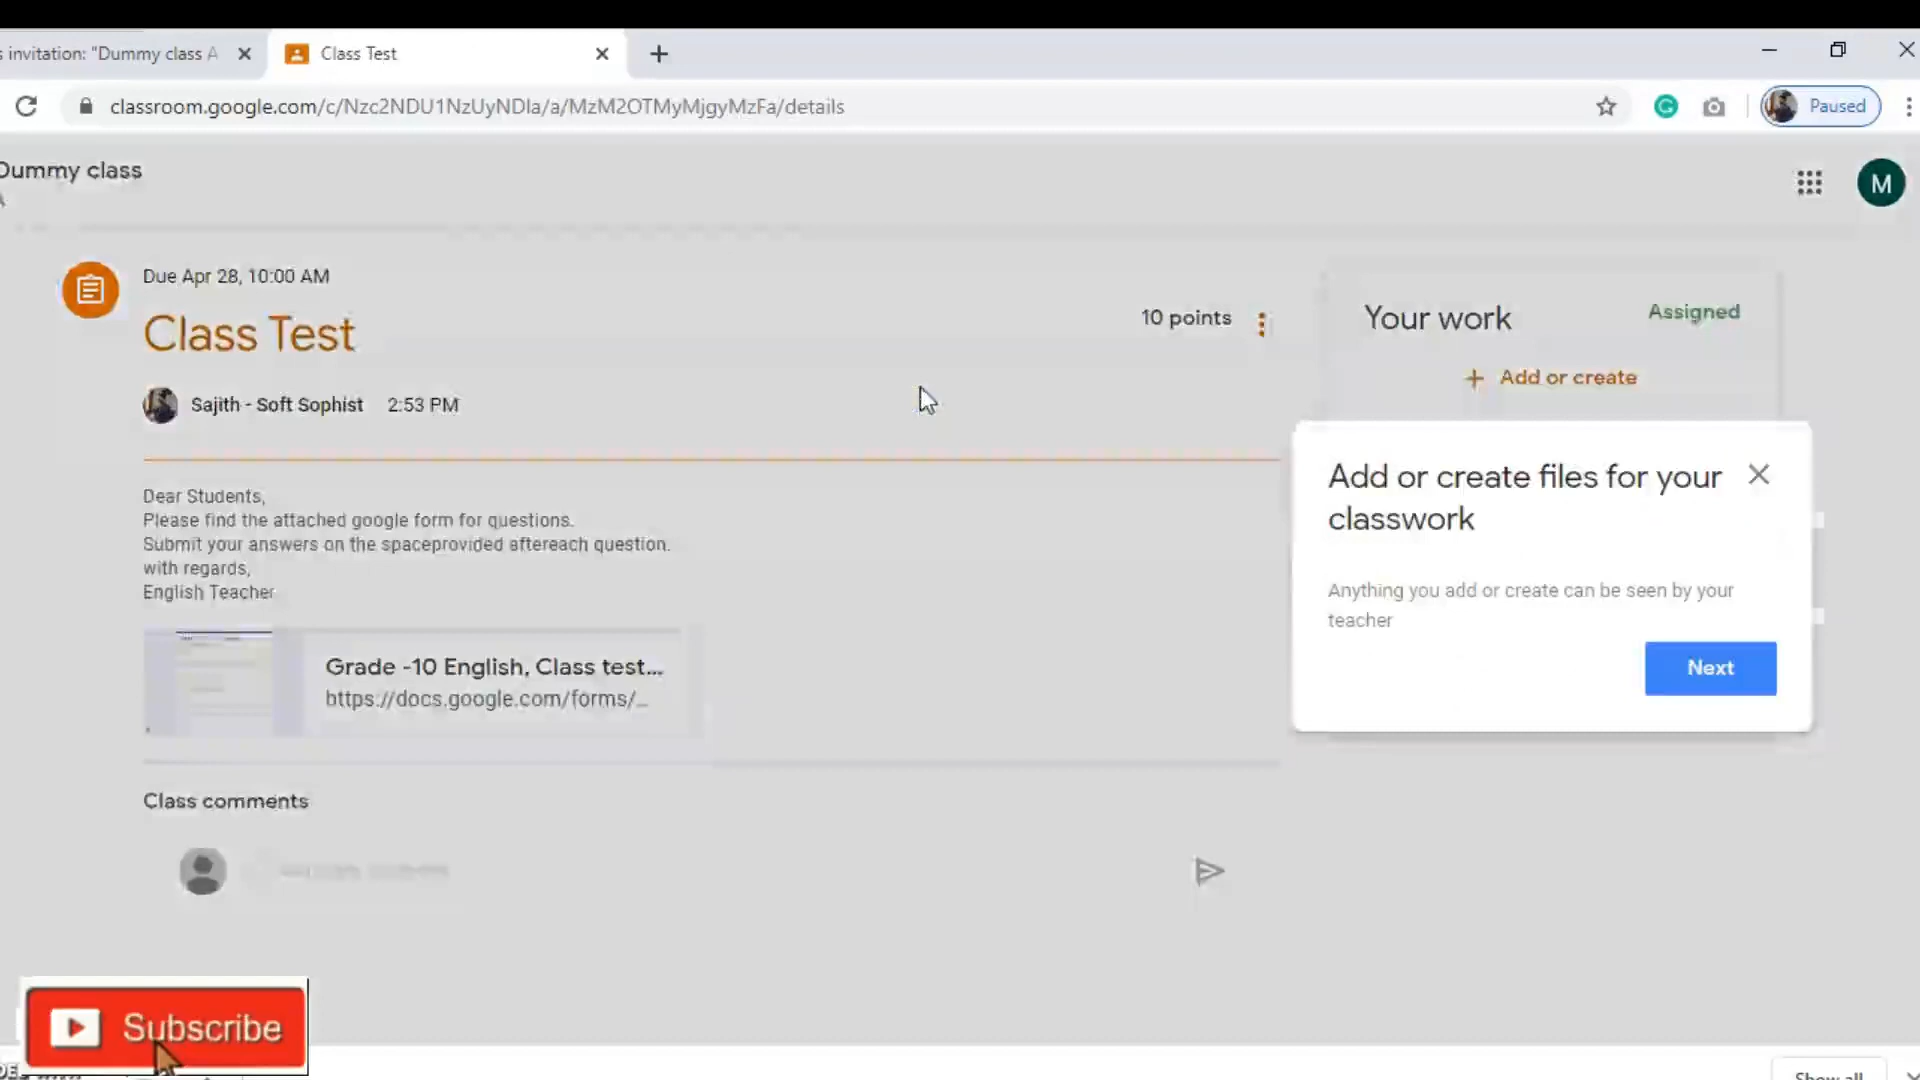 s invitation: "Dummy class A
Class Test
classroom.google.com/c/Nzc2NDU1NzUyNDla/a/MzM2OTMyMjgyMzFa/details
Paused
Dummy class
M
Due Apr 28, 10:00 AM
Class Test
10 points
Sajith - Soft Sophist 2:53 PM
Your work
Assigned
+ Add or create
Dear Students,
Please find the attached google form for questions.
Submit your answers on the spaceprovided aftereach question.
with regards,
English Teacher
Grade -10 English, Class test...
https://docs.google.com/forms/...
Add or create files for your
classwork
Anything you add or create can be seen by your
teacher
Next
Class comments
Subscribe
Show all